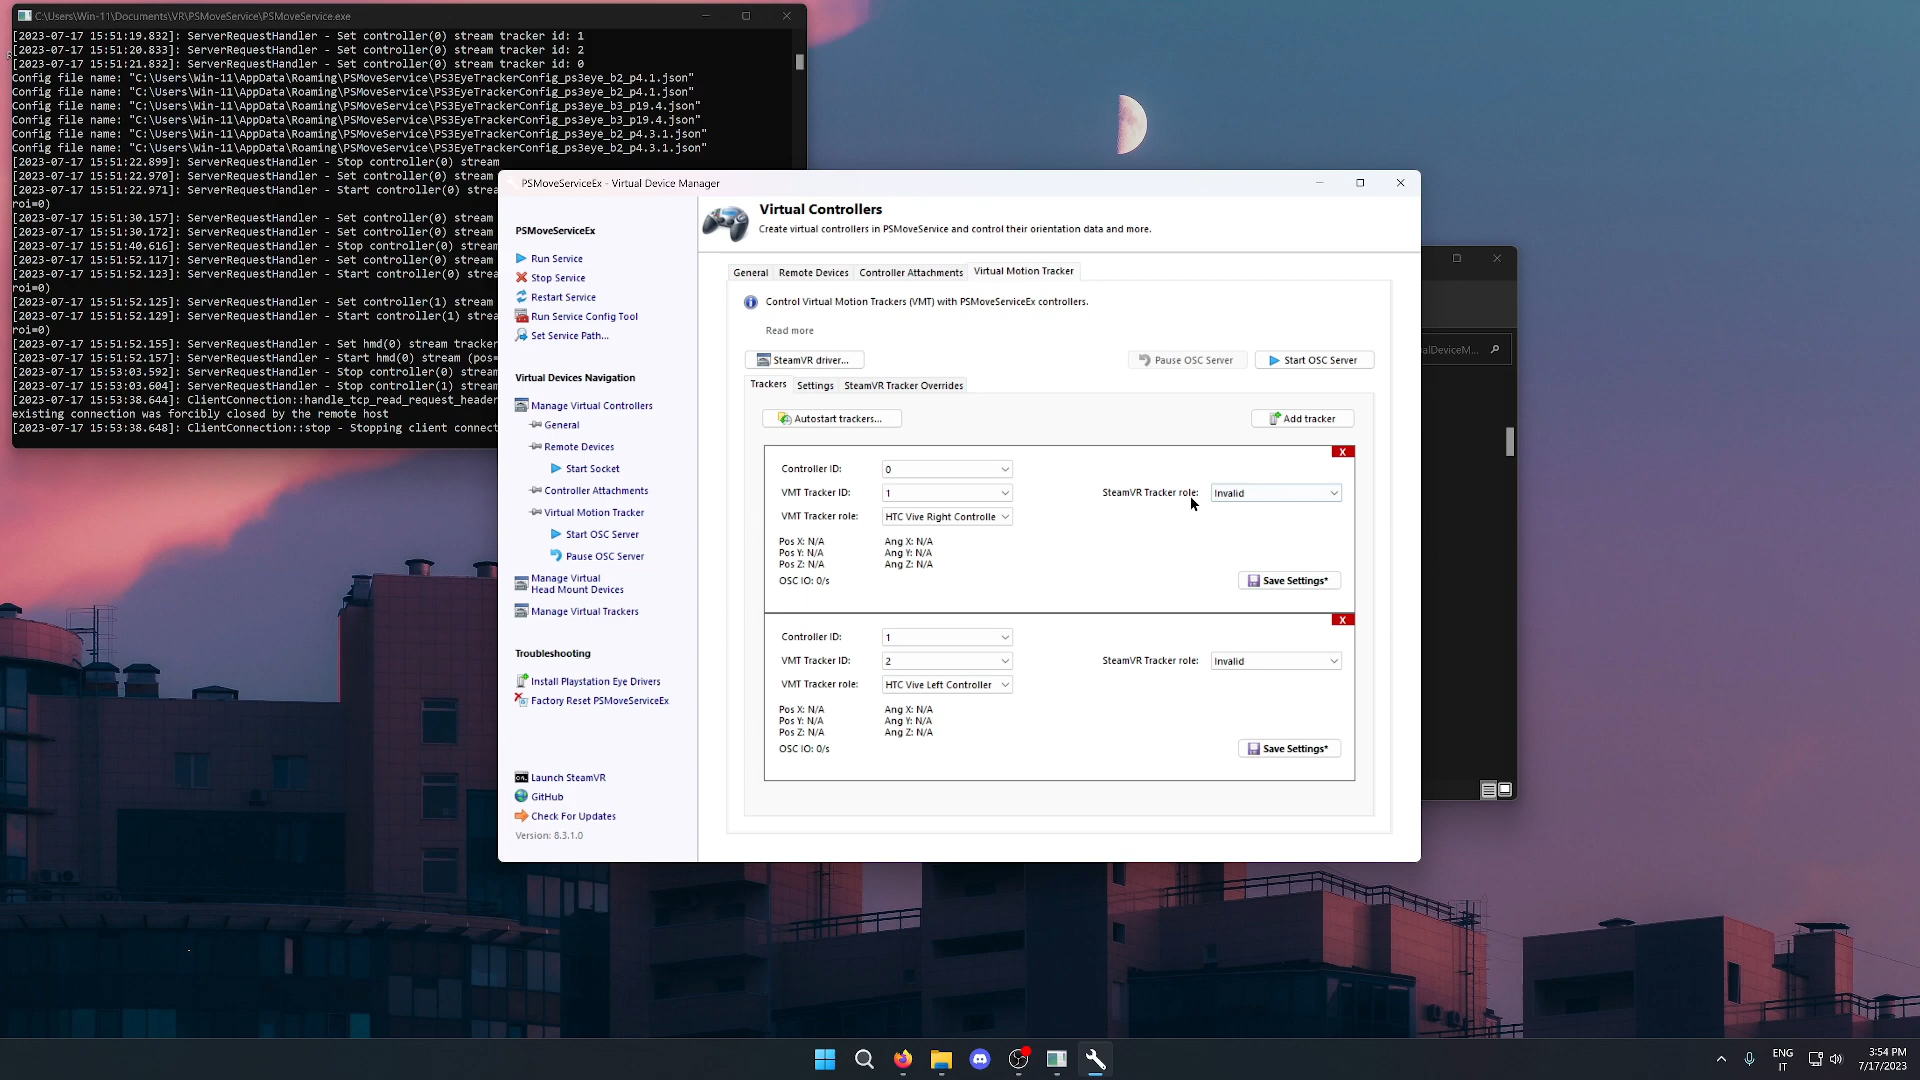 C:\Users\Win-11\Documents\VR\PSMoveService\PSMoveService.exe
[2023-07-17 15:51:19.832]: ServerRequestHandler - Set controller(0) stream tracker id: 1
[2023-07-17 15:51:20.833]: ServerRequestHandler - Set controller(0) stream tracker id: 2
[2023-07-17 15:51:21.832]: ServerRequestHandler - Set controller(0) stream tracker id: 0
Config file name: "C:\Users\Win-11\AppData\Roaming\PSMoveService\PS3EyeTrackerConfig_ps3eye_b2_p4.1.json"
Config file name: "C:\Users\Win-11\AppData\Roaming\PSMoveService\PS3EyeTrackerConfig_ps3eye_b2_p4.1.json"
Config file name: "C:\Users\Win-11\AppData\Roaming\PSMoveService\PS3EyeTrackerConfig_ps3eye_b3_p19.4.json"
Config file name: "C:\Users\Win-11\AppData\Roaming\PSMoveService\PS3EyeTrackerConfig_ps3eye_b3_p19.4.json"
Config file name: "C:\Users\Win-11\AppData\Roaming\PSMoveService\PS3EyeTrackerConfig_ps3eye_b2_p4.3.1.json"
Config file name: "C:\Users\Win-11\AppData\Roaming\PSMoveService\PS3EyeTrackerConfig_ps3eye_b2_p4.3.1.json"
[2023-07-17 15:51:22.899]: ServerRequestHandler - Stop controller(0) stream
[2023-07-17 15:51:22.970]: ServerRequestHandler - Set controller(0) stream
[2023-07-17 15:51:22.971]: ServerRequestHandler - Start controller(0) strea
roi=0)
[2023-07-17 15:51:30.157]: ServerRequestHandler - Set controller(0) stream
[2023-07-17 15:51:30.172]: ServerRequestHandler - Set controller(0) stream
[2023-07-17 15:51:40.616]: ServerRequestHandler - Stop controller(0) stream
[2023-07-17 15:51:52.117]: ServerRequestHandler - Set controller(0) stream
[2023-07-17 15:51:52.123]: ServerRequestHandler - Start controller(0) strea
roi=0)
[2023-07-17 15:51:52.125]: ServerRequestHandler - Set controller(1) stream
[2023-07-17 15:51:52.129]: ServerRequestHandler - Start controller(1) strea
roi=0)
[2023-07-17 15:51:52.155]: ServerRequestHandler - Set hmd(0) stream tracker
[2023-07-17 15:51:52.157]: ServerRequestHandler - Start hmd(0) stream (pos=
[2023-07-17 15:53:03.592]: ServerRequestHandler - Stop controller(0) stream
[2023-07-17 15:53:03.604]: ServerRequestHandler - Stop controller(1) stream
[2023-07-17 15:53:38.644]: ClientConnection::handle_tcp_read_request_header
existing connection was forcibly closed by the remote host
[2023-07-17 15:53:38.648]: ClientConnection::stop - Stopping client connect
PSMoveServiceEx - Virtual Device Manager
PSMoveServiceEx
Run Service
Stop Service
Restart Service
Run Service Config Tool
Set Service Path...
Virtual Devices Navigation
Manage Virtual Controllers
General
Remote Devices
Start Socket
Controller Attachments
Virtual Motion Tracker
Start OSC Server
Pause OSC Server
Manage Virtual
Head Mount Devices
Manage Virtual Trackers
Troubleshooting
Install Playstation Eye Drivers
Factory Reset PSMoveServiceEx
Launch SteamVR
GitHub
Check For Updates
Version: 8.3.1.0
Virtual Controllers
Create virtual controllers in PSMoveService and control their orientation data and more.
General Remote Devices Controller Attachments Virtual Motion Tracker
Control Virtual Motion Trackers (VMT) with PSMoveServiceEx controllers.
Read more
SteamVR driver... Pause OSC Server Start OSC Server
Trackers Settings SteamVR Tracker Overrides
Autostart trackers... Add tracker
X
Controller ID: 0
VMT Tracker ID: 1 SteamVR Tracker role: Invalid
VMT Tracker role: HTC Vive Right Controlle
Pos X: N/A Ang X: N/A
Pos Y: N/A Ang Y: N/A
Pos Z: N/A Ang Z: N/A
OSC IO: 0/s Save Settings*
X
Controller ID: 1
VMT Tracker ID: 2 SteamVR Tracker role: Invalid
VMT Tracker role: HTC Vive Left Controller
Pos X: N/A Ang X: N/A
Pos Y: N/A Ang Y: N/A
Pos Z: N/A Ang Z: N/A
OSC IO: 0/s Save Settings*
alDeviceM...
ENG
IT
3:54 PM
7/17/2023